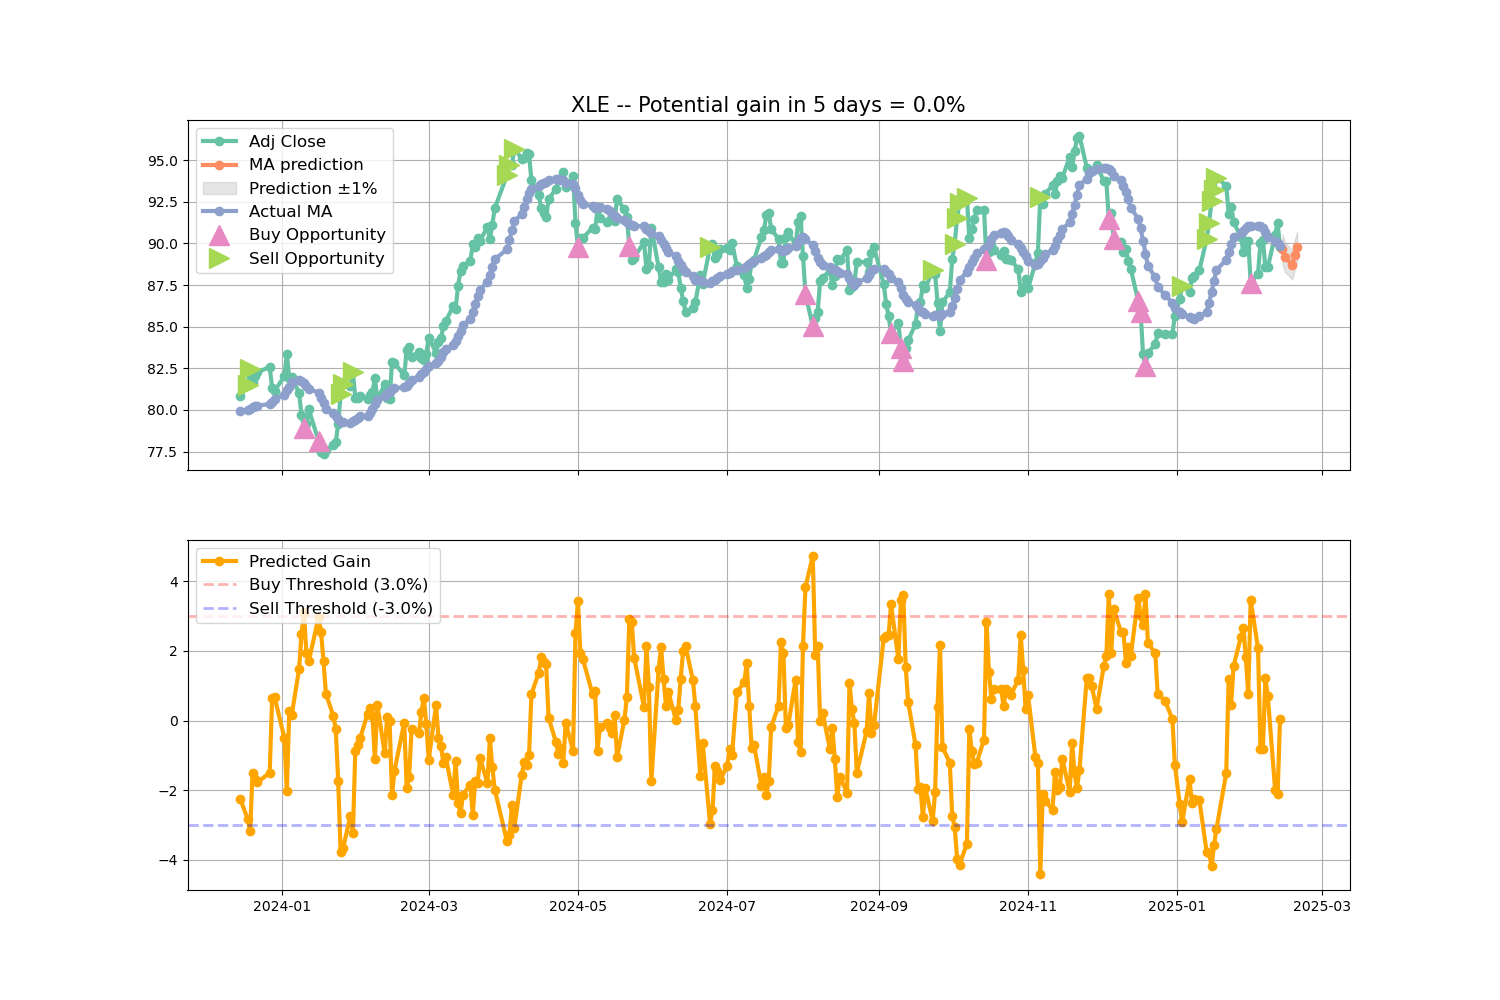 XLE -- Potential gain in 5 days = 0.0%
Adj Close
MA prediction
Prediction ±1%
Actual MA
Buy Opportunity
Sell Opportunity
95.0
92.5
90.0
87.5
85.0
82.5
80.0
77.5
Predicted Gain
Buy Threshold (3.0%)
Sell Threshold (-3.0%)
4
2
0
−2
−4
2024-01 2024-03 2024-05 2024-07 2024-09 2024-11 2025-01 2025-03